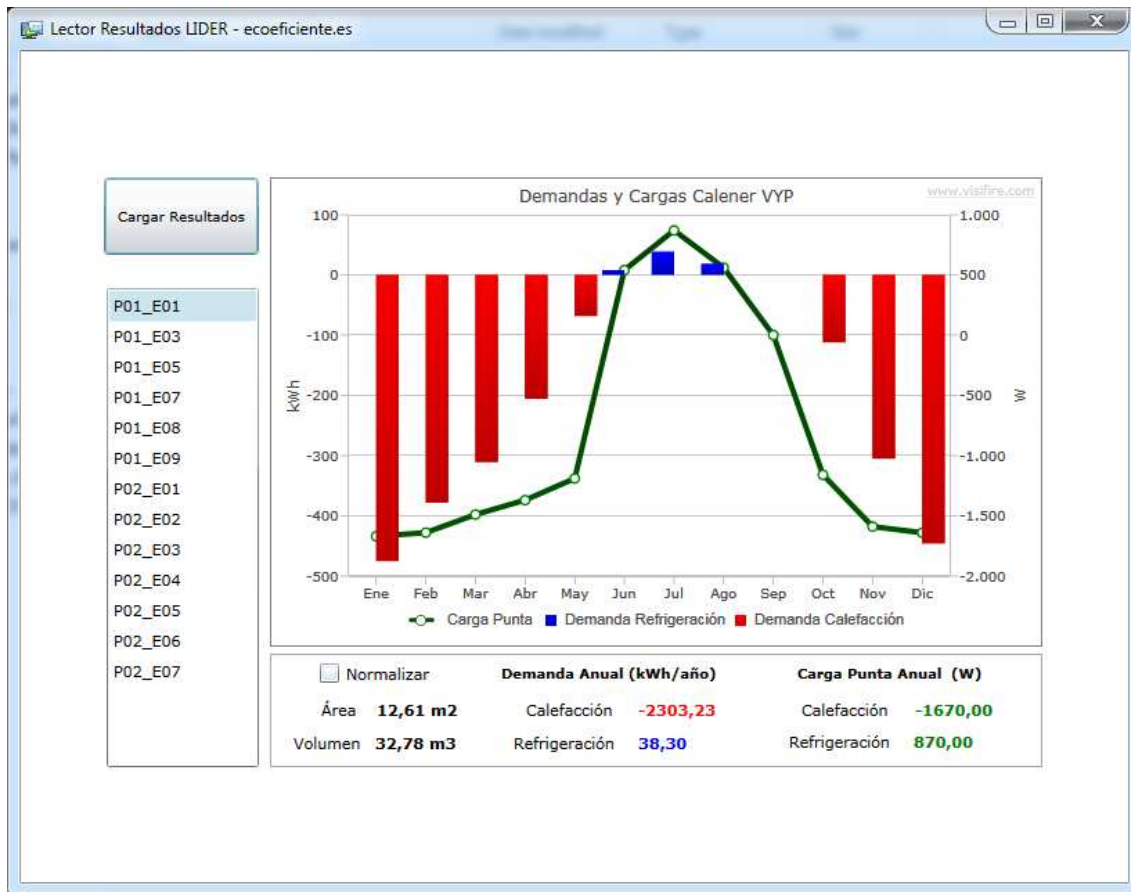 Lector Resultados LIDER - ecoeficiente.es
Cargar Resultados
P01_E01
P01_E03
P01_E05
P01_E07
P01_E08
P01_E09
P02_E01
P02_E02
P02_E03
P02_E04
P02_E05
P02_E06
P02_E07
Demandas y Cargas Calener VYP
www.visifire.com
100
0
-100
-200
-300
-400
-500
kWh
1.000
500
0
-500
-1.000
-1.500
-2.000
W
Ene Feb Mar Abr May Jun Jul Ago Sep Oct Nov Dic
Carga Punta Demanda Refrigeración Demanda Calefacción
Normalizar Demanda Anual (kWh/año) Carga Punta Anual (W)
Área 12,61 m2 Calefacción -2303,23 Calefacción -1670,00
Volumen 32,78 m3 Refrigeración 38,30 Refrigeración 870,00